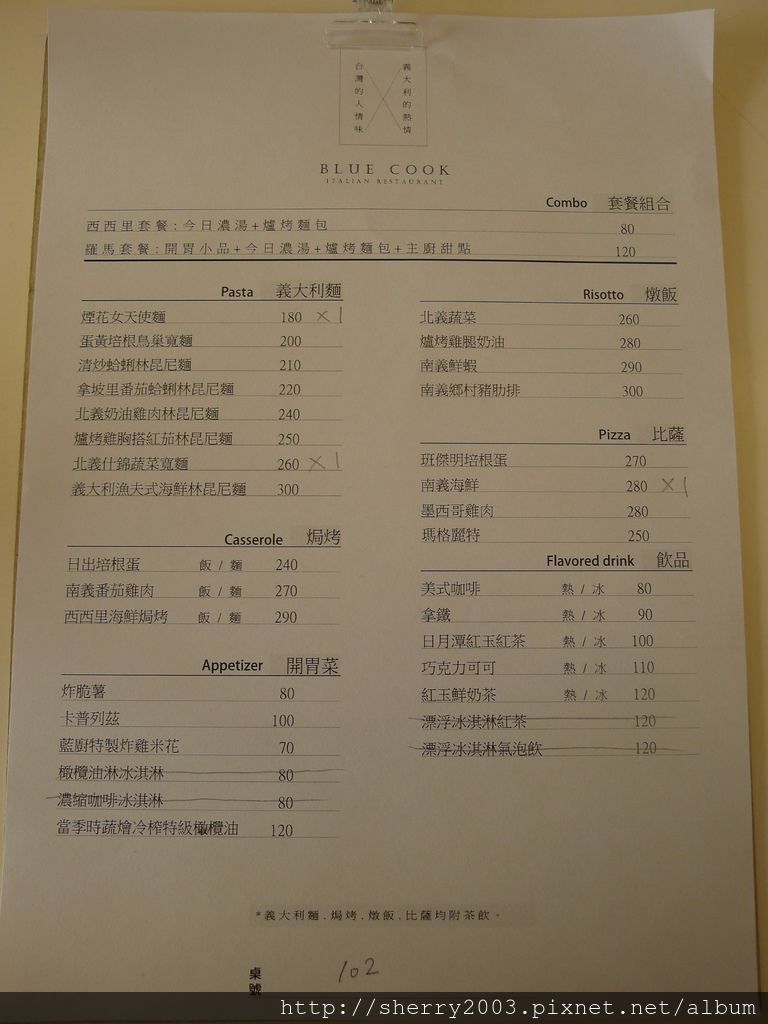 台灣的人情味
義大利的熱情
BLUE COOK
ITALIAN RESTAURANT
Combo 套餐組合
西西里套餐:今日濃湯+爐烤麵包 80
羅馬套餐:開胃小品+今日濃湯+爐烤麵包+主廚甜點 120
Pasta 義大利麵
煙花女天使麵 180 ×1
蛋黃培根鳥巢寬麵 200
清炒蛤蜊林昆尼麵 210
拿坡里番茄蛤蜊林昆尼麵 220
北義奶油雞肉林昆尼麵 240
爐烤雞胸搭紅茄林昆尼麵 250
北義什錦蔬菜寬麵 260 ×1
義大利漁夫式海鮮林昆尼麵 300
Casserole 焗烤
日出培根蛋 飯 / 麵 240
南義番茄雞肉 飯 / 麵 270
西西里海鮮焗烤 飯 / 麵 290
Appetizer 開胃菜
炸脆薯 80
卡普列茲 100
藍廚特製炸雞米花 70
橄欖油淋冰淇淋 80
濃縮咖啡冰淇淋 80
當季時蔬燴冷榨特級橄欖油 120
Risotto 燉飯
北義蔬菜 260
爐烤雞腿奶油 280
南義鮮蝦 290
南義鄉村豬肋排 300
Pizza 比薩
班傑明培根蛋 270
南義海鮮 280 ×1
墨西哥雞肉 280
瑪格麗特 250
Flavored drink 飲品
美式咖啡 熱 / 冰 80
拿鐵 熱 / 冰 90
日月潭紅玉紅茶 熱 / 冰 100
巧克力可可 熱 / 冰 110
紅玉鮮奶茶 熱 / 冰 120
漂浮冰淇淋紅茶 120
漂浮冰淇淋氣泡飲 120
*義大利麵.焗烤.燉飯.比薩均附茶飲。
桌號 102
http://sherry2003.pixnet.net/album